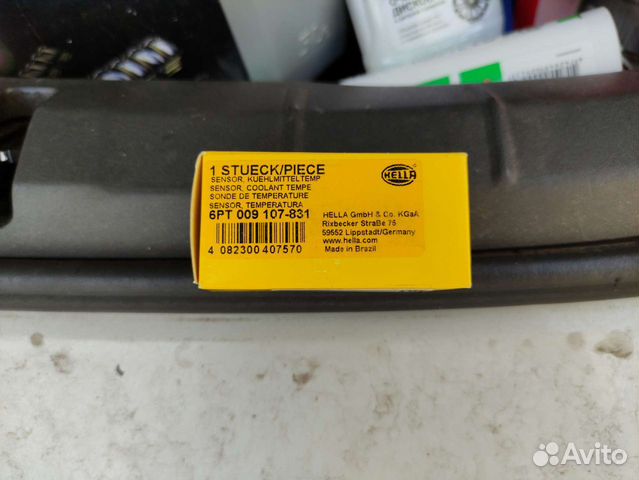 1 STUECK/PIECE
SENSOR, KUEHLMITTELTEMP
SENSOR, COOLANT TEMPE
SONDE DE TEMPERATURE
SENSOR, TEMPERATURA
6PT 009 107-831
4 082300 407570
HELLA
HELLA GmbH & Co. KGaA
Rixbecker Straße 75
59552 Lippstadt/Germany
www.hella.com
Made in Brazil
Avito